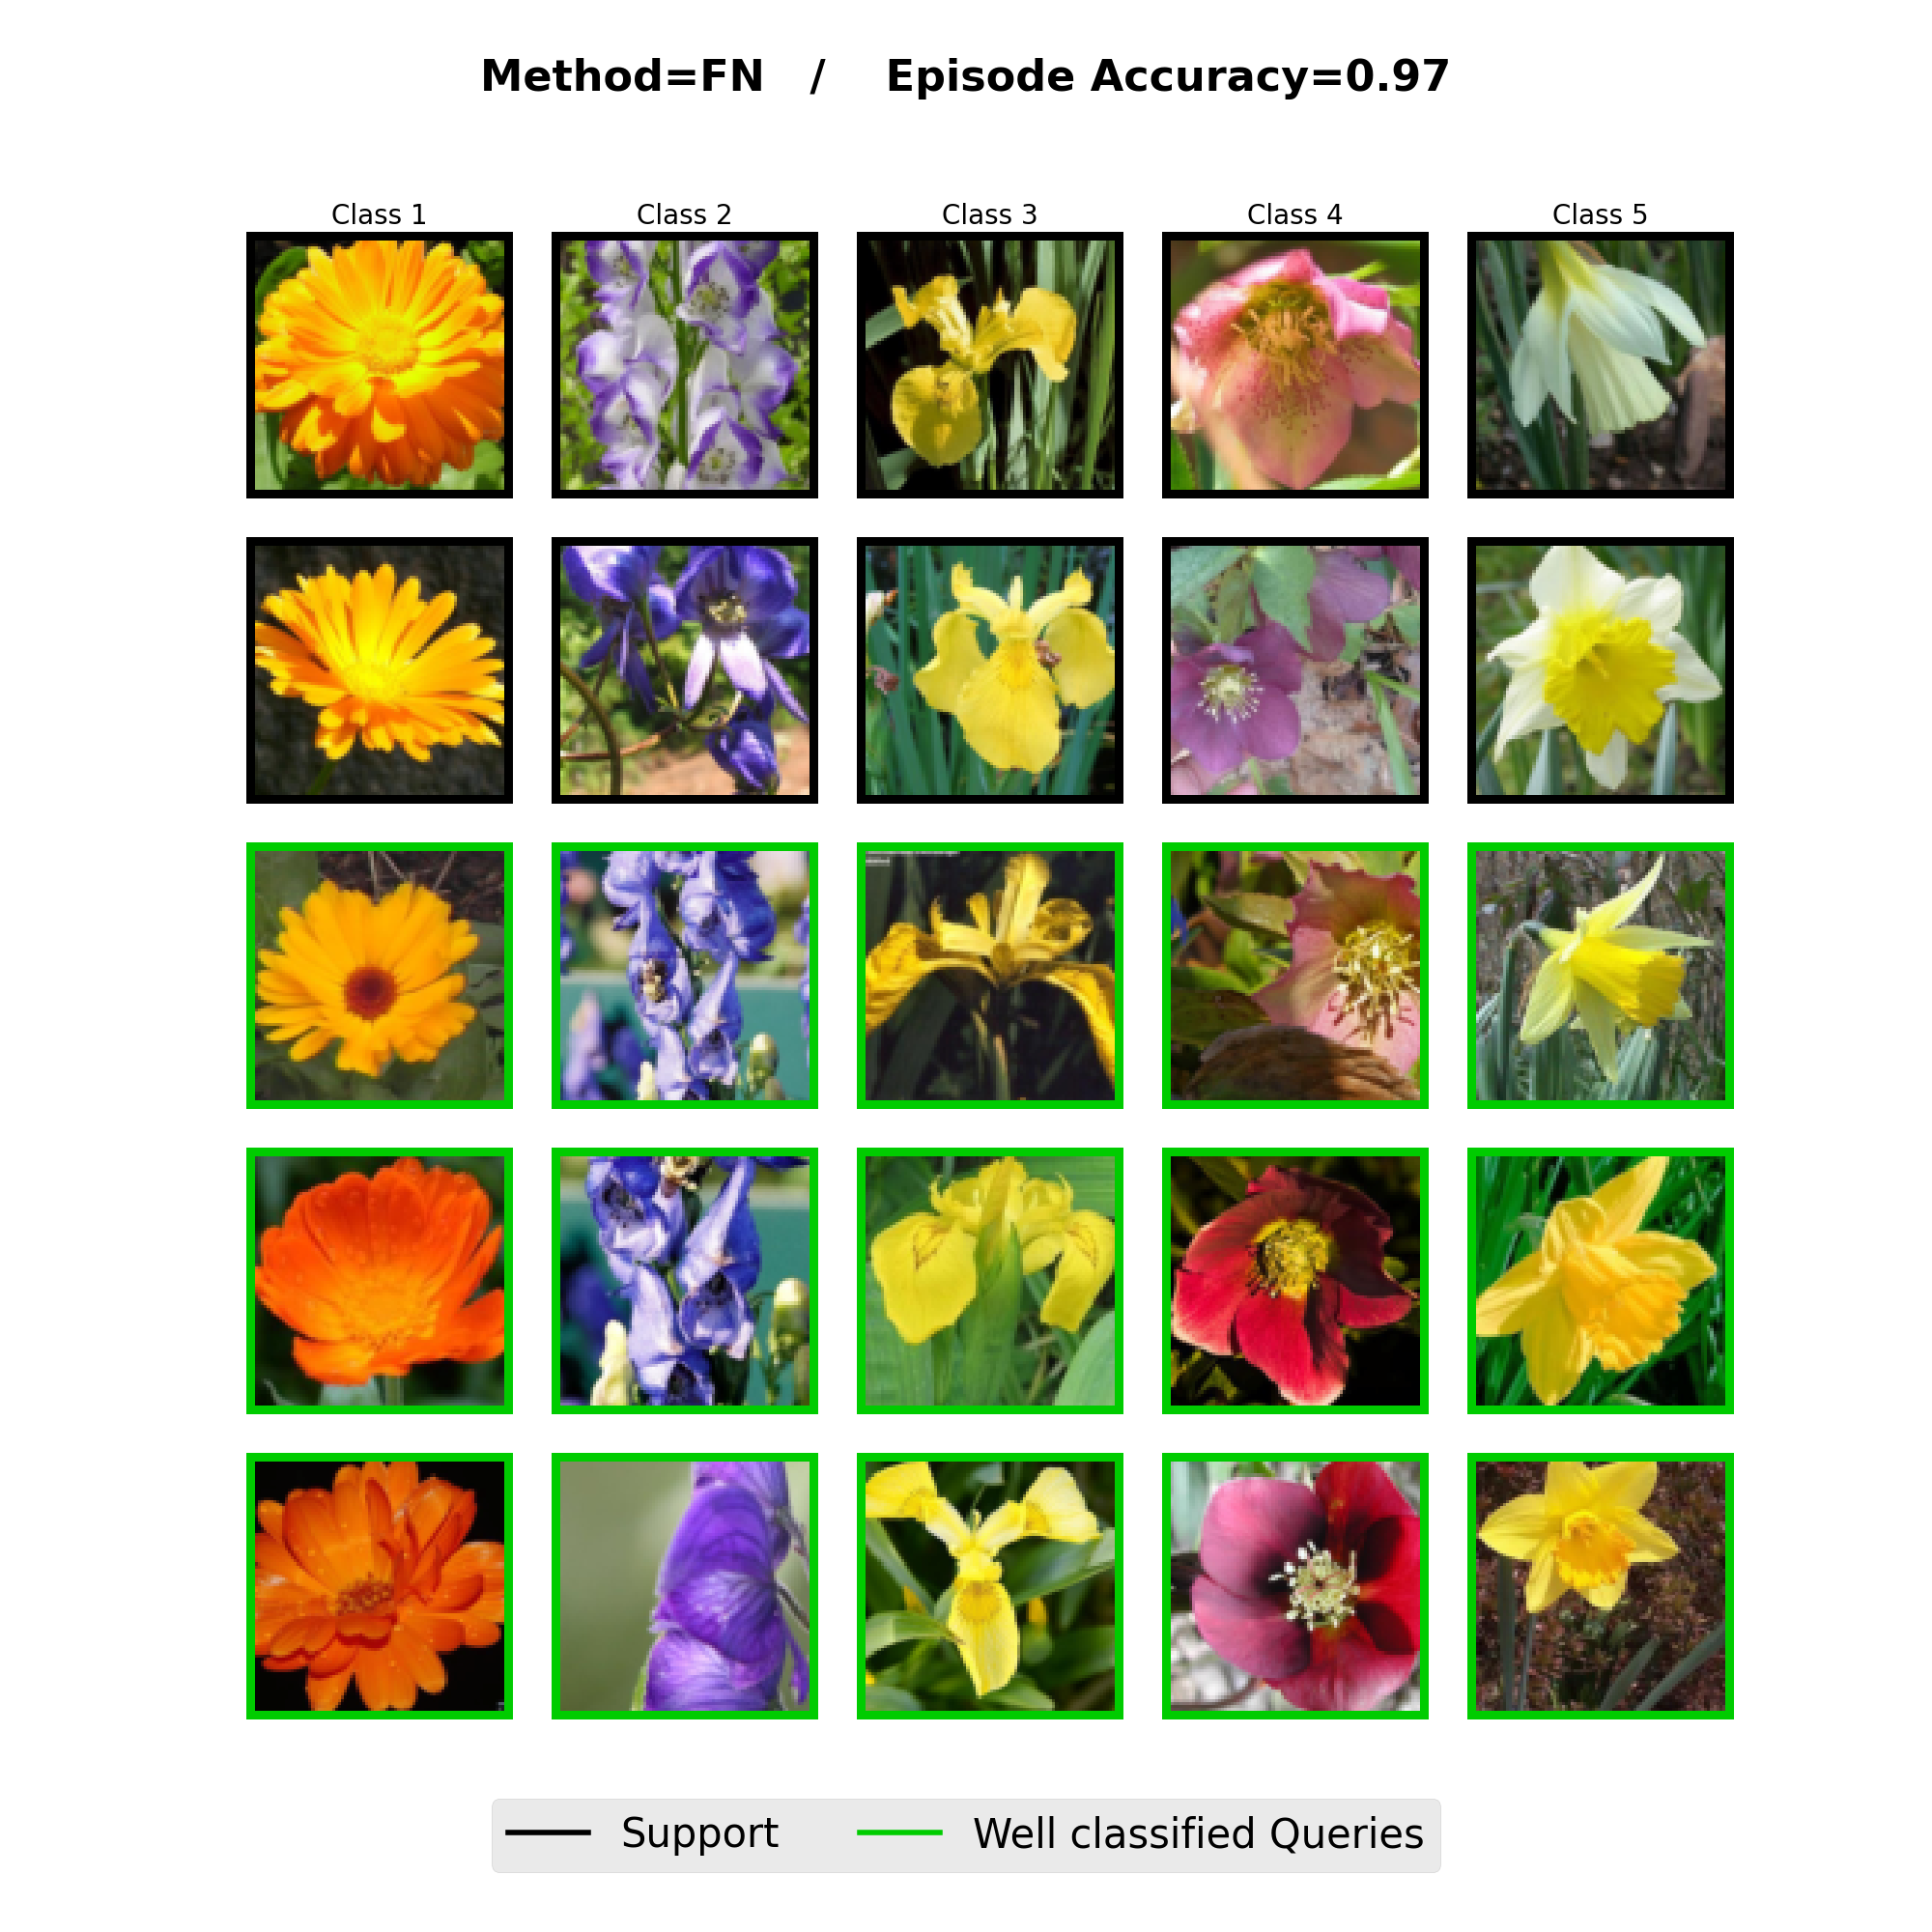 Method=FN / Episode Accuracy=0.97
Class 1 Class 2 Class 3 Class 4 Class 5
Support Well classified Queries